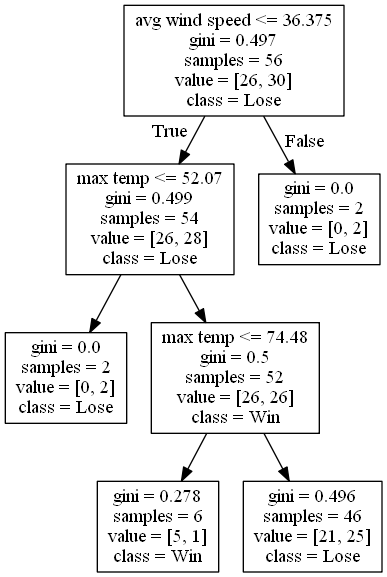 avg wind speed <= 36.375
gini = 0.497
samples = 56
value = [26, 30]
class = Lose
True
False
max temp <= 52.07
gini = 0.499
samples = 54
value = [26, 28]
class = Lose
gini = 0.0
samples = 2
value = [0, 2]
class = Lose
gini = 0.0
samples = 2
value = [0, 2]
class = Lose
max temp <= 74.48
gini = 0.5
samples = 52
value = [26, 26]
class = Win
gini = 0.278
samples = 6
value = [5, 1]
class = Win
gini = 0.496
samples = 46
value = [21, 25]
class = Lose